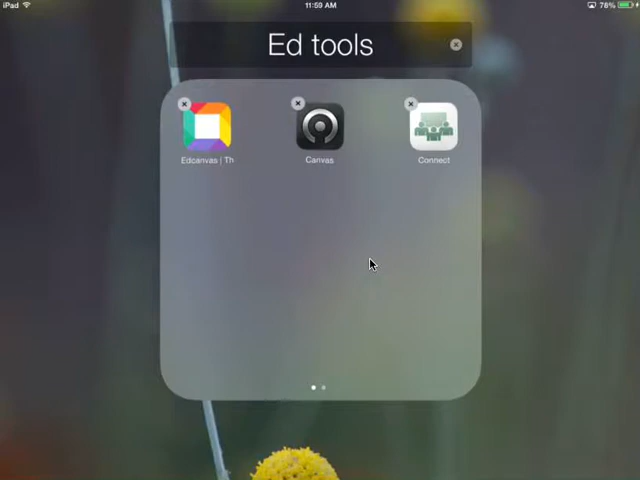 iPad
11:59 AM
78%
Ed tools
Edcanvas | Th
Canvas
Connect